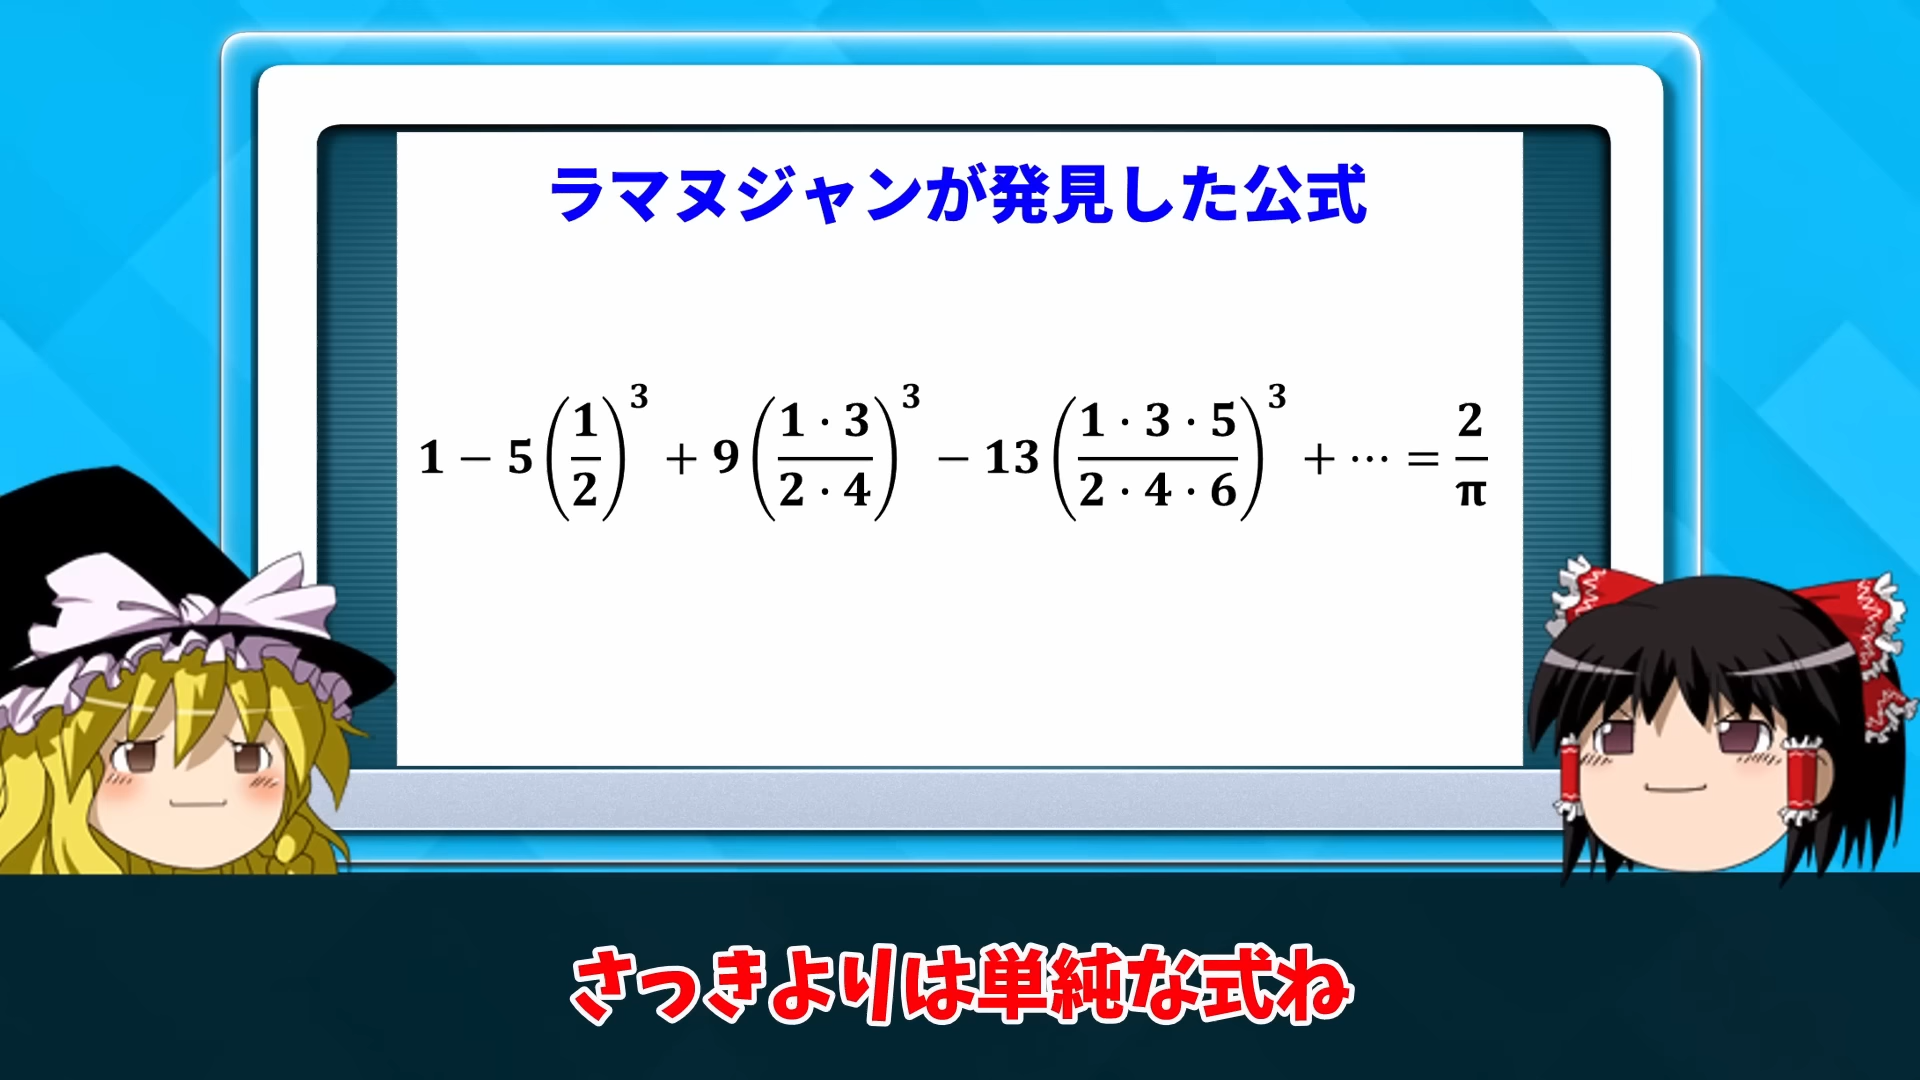 ラマヌジャンが発見した公式
1 − 5(1/2)^3 + 9(1·3/2·4)^3 − 13(1·3·5/2·4·6)^3 + ⋯ = 2/π
さっきよりは単純な式ね